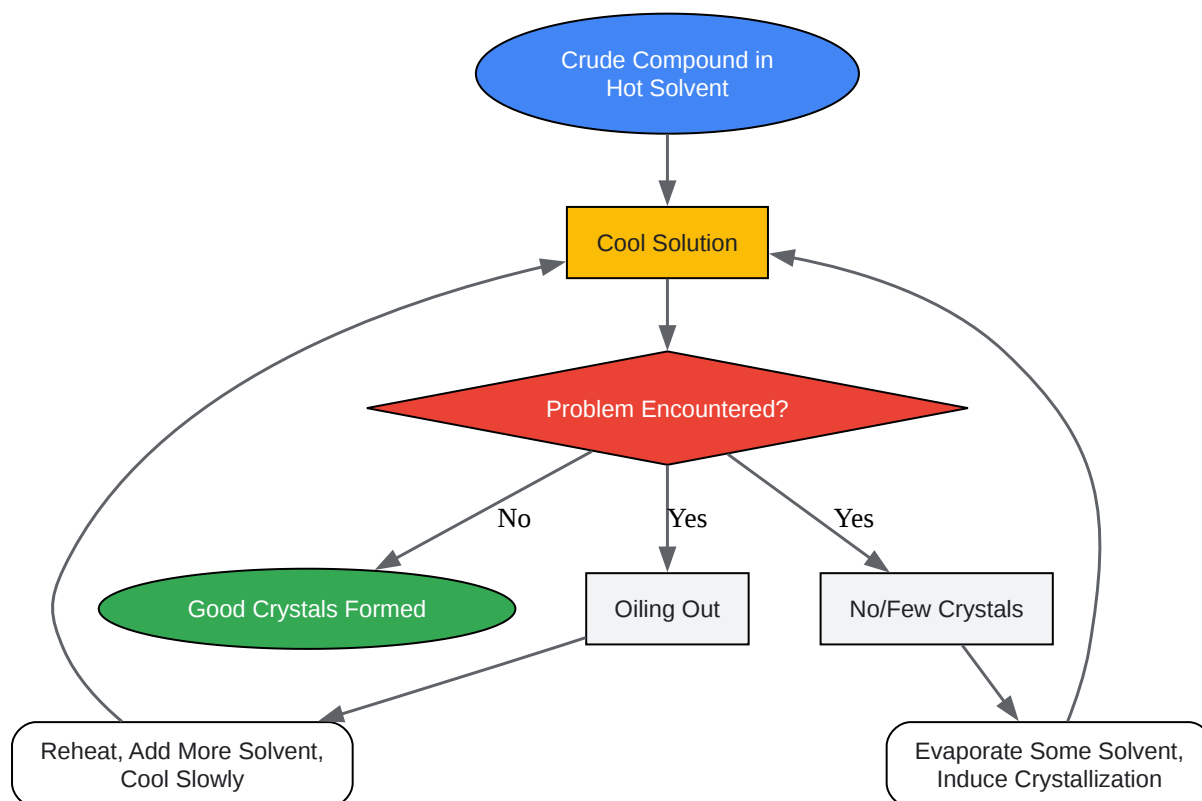 Crude Compound in
Hot Solvent
Cool Solution
Problem Encountered?
No
Yes
Yes
Good Crystals Formed
Oiling Out
No/Few Crystals
Reheat, Add More Solvent,
Cool Slowly
Evaporate Some Solvent,
Induce Crystallization